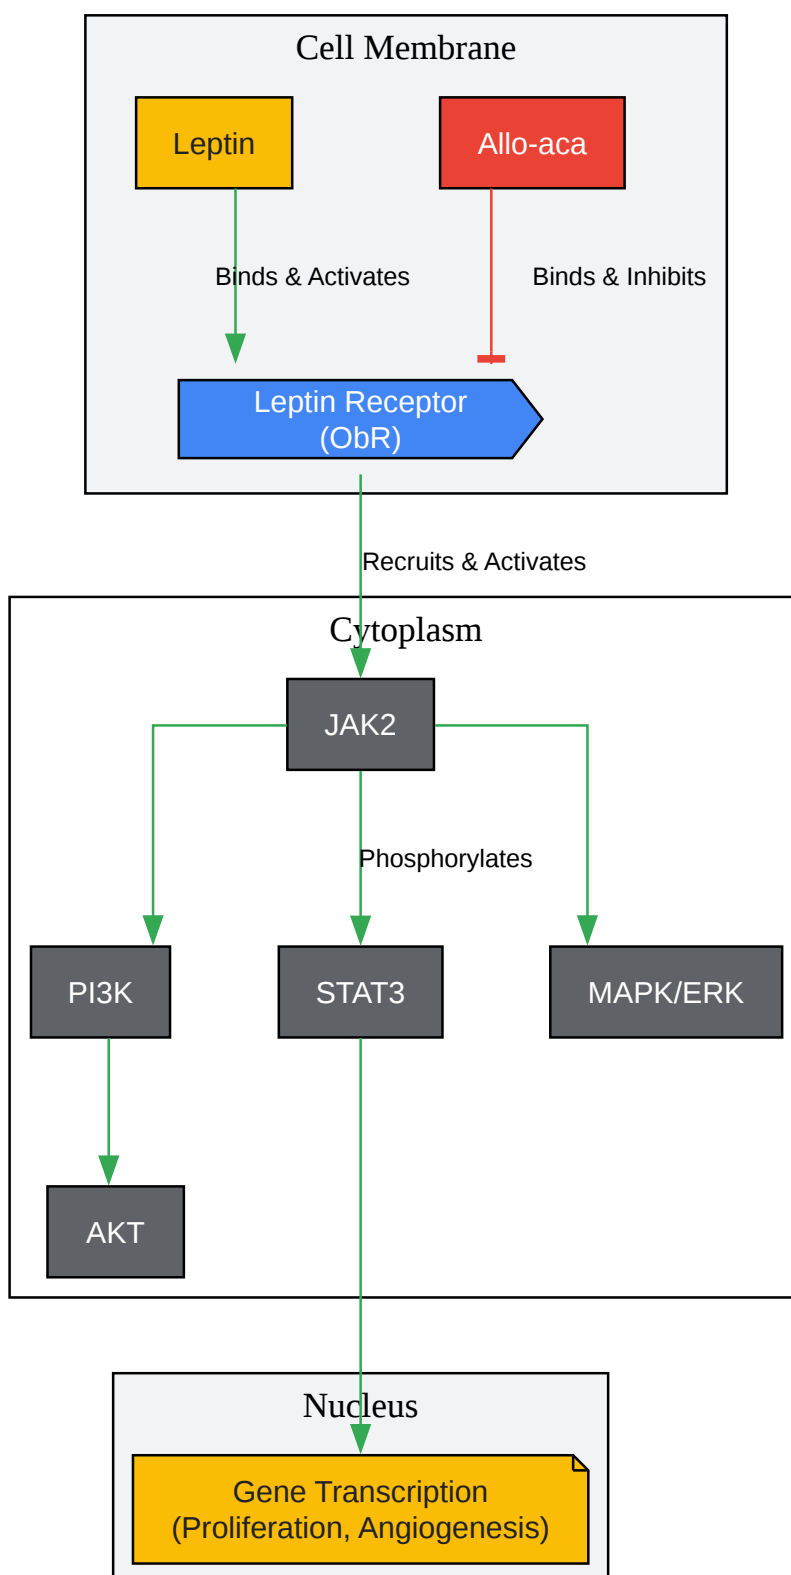 Cell Membrane
Leptin
Allo-aca
Binds & Activates
Binds & Inhibits
Leptin Receptor
(ObR)
Recruits & Activates
Cytoplasm
JAK2
Phosphorylates
PI3K
STAT3
MAPK/ERK
AKT
Nucleus
Gene Transcription
(Proliferation, Angiogenesis)